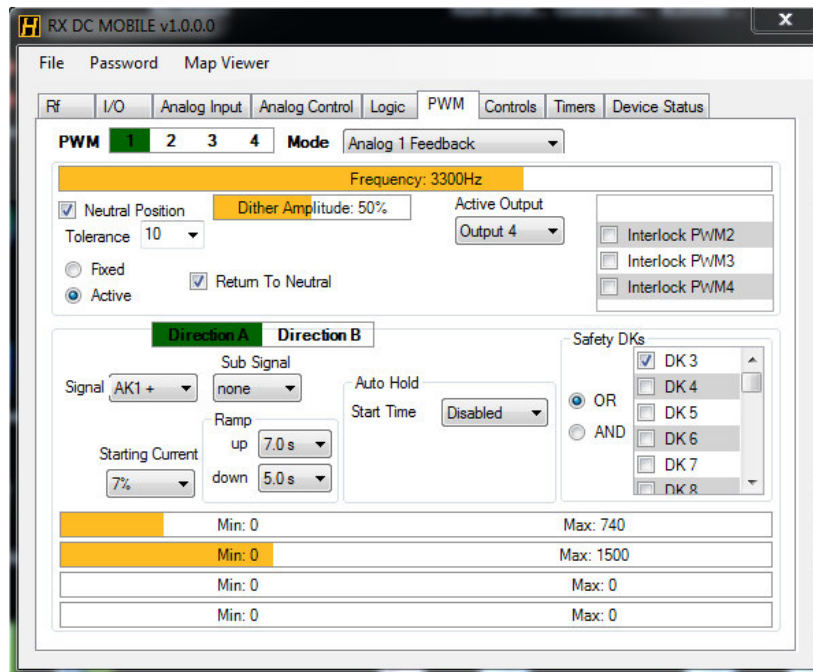 RX DC MOBILE v1.0.0.0
File Password Map Viewer
Rf I/O Analog Input Analog Control Logic PWM Controls Timers Device Status
PWM 1 2 3 4 Mode Analog 1 Feedback
Frequency: 3300Hz
Neutral Position Dither Amplitude: 50% Active Output
Tolerance 10 Output 4 Interlock PWM2
Fixed Interlock PWM3
Active Return To Neutral Interlock PWM4
Direction A Direction B Safety DKs
Sub Signal DK 3
Signal AK1 + none Auto Hold OR DK 4
Ramp Start Time Disabled DK 5
up 7.0 s AND DK 6
Starting Current DK 7
7% down 5.0 s DK 8
Min: 0 Max: 740
Min: 0 Max: 1500
Min: 0 Max: 0
Min: 0 Max: 0